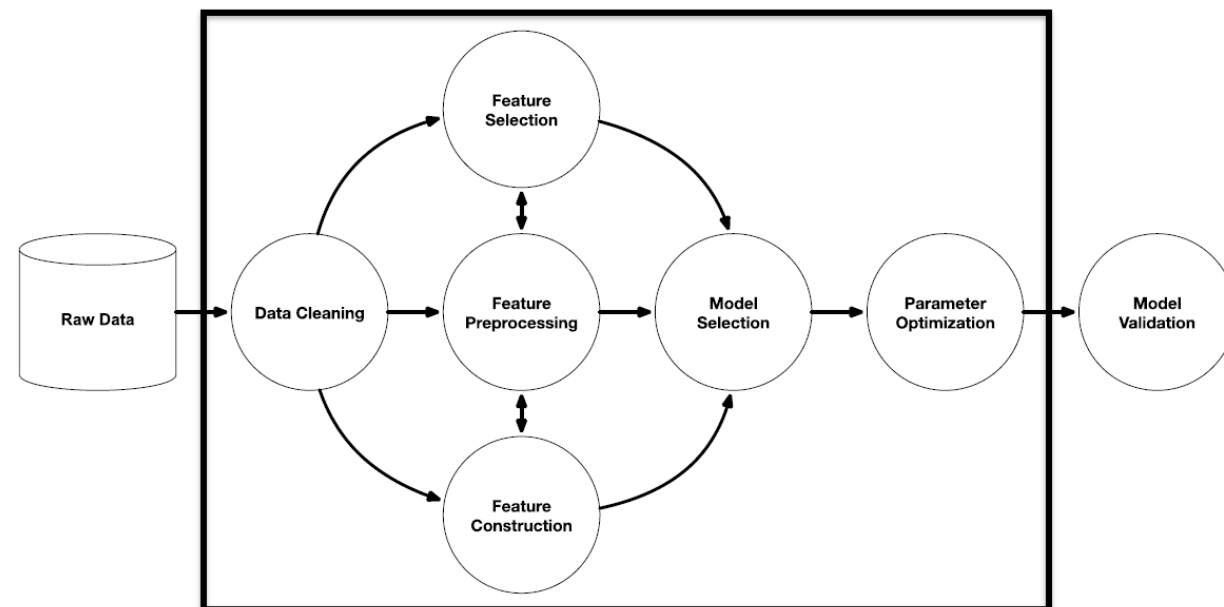 Feature
Selection
Raw Data
Data Cleaning
Feature
Preprocessing
Model
Selection
Parameter
Optimization
Model
Validation
Feature
Construction